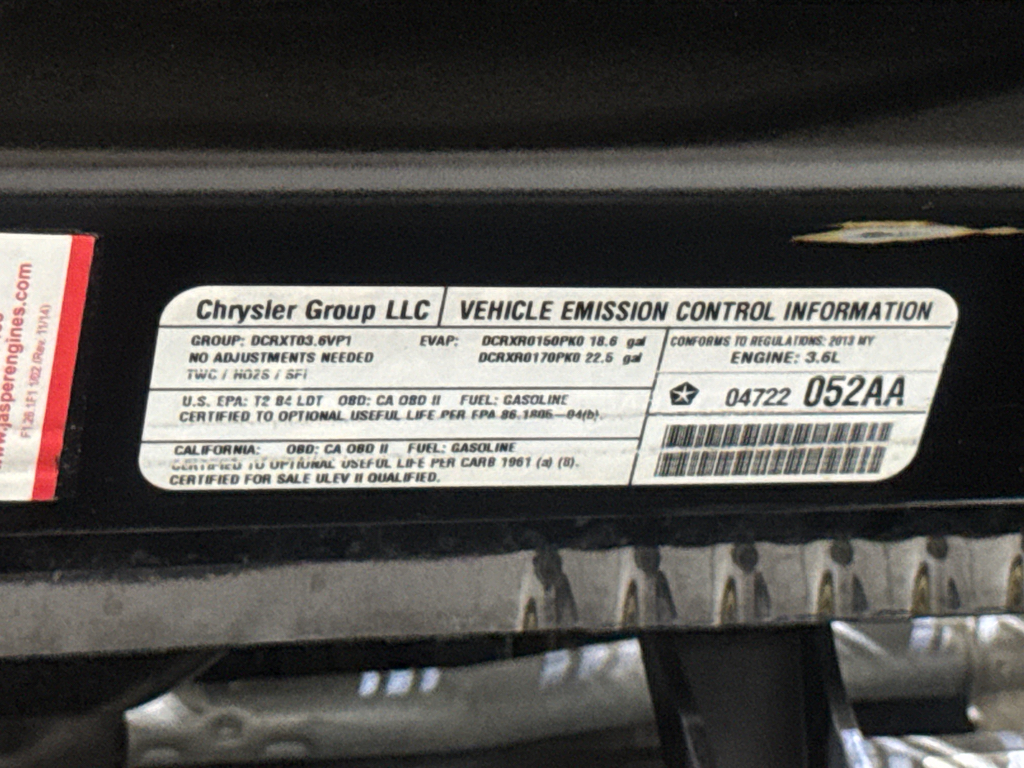 jasperengines.com
(Rev. 11/14)
Chrysler Group LLC
VEHICLE EMISSION CONTROL INFORMATION
GROUP: DCRXT03.6VP1
EVAP: DCRXR0150PK0 18.6 gal
NO ADJUSTMENTS NEEDED
DCRXR0170PK0 22.5 gal
TWC / HO2S / SFI
CONFORMS TO REGULATIONS: 2013 MY
ENGINE: 3.6L
04722 052AA
U.S. EPA: T2 B4 LDT OBD: CA OBD II FUEL: GASOLINE
CERTIFIED TO OPTIONAL USEFUL LIFE PER EPA 86.1805-04(b).
CALIFORNIA: OBD: CA OBD II FUEL: GASOLINE
CERTIFIED TO OPTIONAL USEFUL LIFE PER CARB 1961 (a) (8).
CERTIFIED FOR SALE ULEV II QUALIFIED.